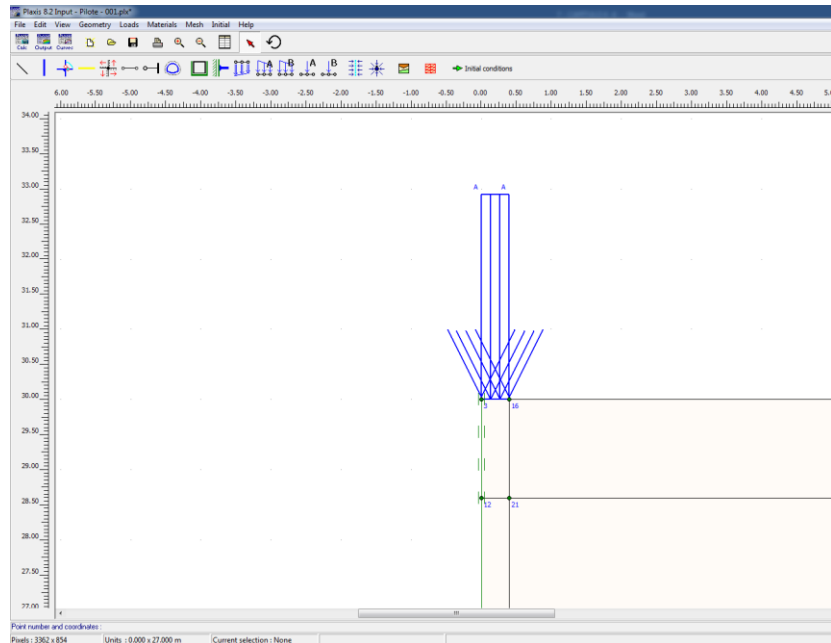 Plaxis 8.2 Input - Pilote - 001.plx*
File Edit View Geometry Loads Materials Mesh Initial Help
Calc Output Curves
A B A B Initial conditions
6.00 -5.50 -5.00 -4.50 -4.00 -3.50 -3.00 -2.50 -2.00 -1.50 -1.00 -0.50 0.00 0.50 1.00 1.50 2.00 2.50 3.00 3.50 4.00 4.50 5.0
34.00
33.50
33.00
A A
32.50
32.00
31.50
31.00
30.50
30.00
3 16
29.50
29.00
28.50
12 21
28.00
27.50
27.00
Point number and coordinates :
Pixels : 3362 x 854 Units : 0.000 x 27.000 m Current selection : None